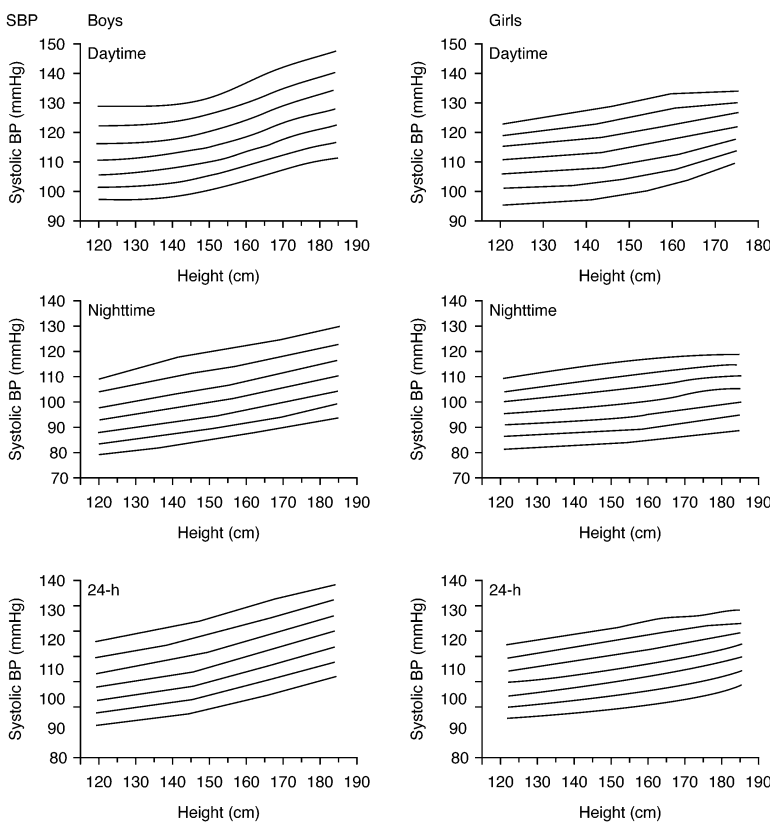 SBP Boys Girls
Daytime Daytime
Systolic BP (mmHg) Systolic BP (mmHg)
150 150
140 140
130 130
120 120
110 110
100 100
90 90
120 130 140 150 160 170 180 190 120 130 140 150 160 170 180
Height (cm) Height (cm)
Nighttime Nighttime
Systolic BP (mmHg) Systolic BP (mmHg)
140 140
130 130
120 120
110 110
100 100
90 90
80 80
70 70
120 130 140 150 160 170 180 190 120 130 140 150 160 170 180 190
Height (cm) Height (cm)
24-h 24-h
Systolic BP (mmHg) Systolic BP (mmHg)
140 140
130 130
120 120
110 110
100 100
90 90
80 80
120 130 140 150 160 170 180 190 120 130 140 150 160 170 180 190
Height (cm) Height (cm)